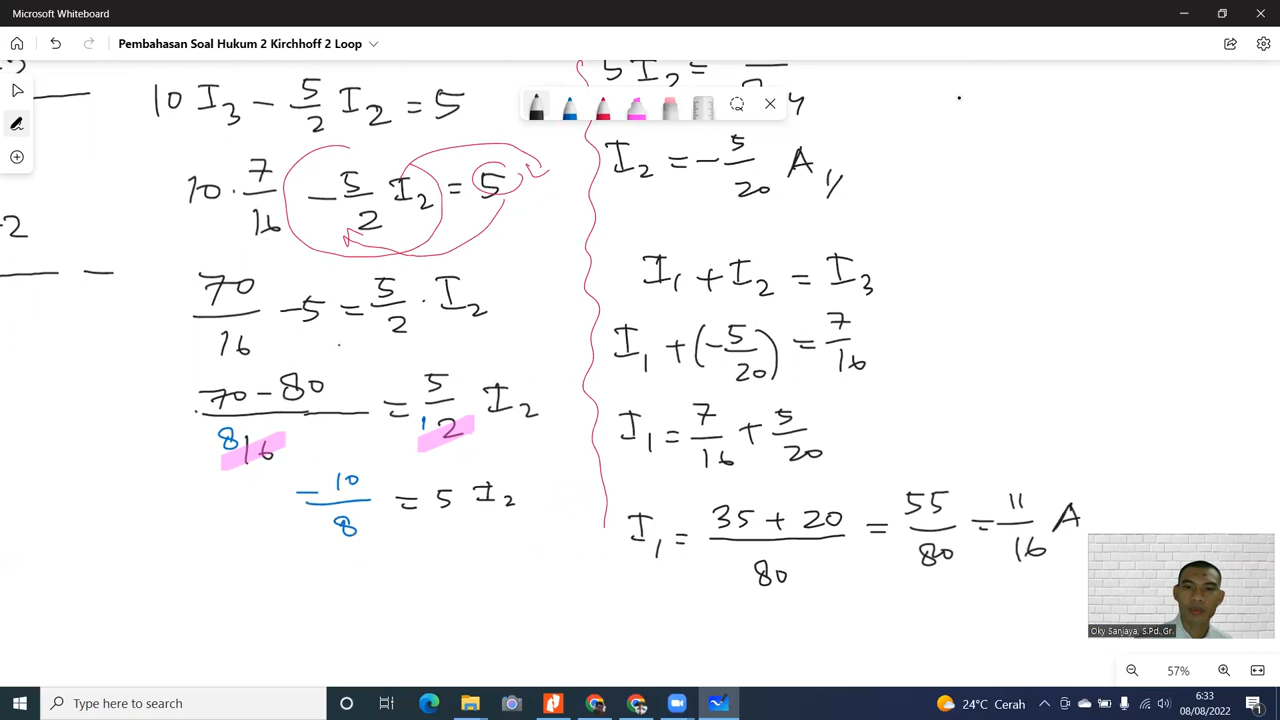 Microsoft Whiteboard
Pembahasan Soal Hukum 2 Kirchhoff 2 Loop
10 I₃ - 5/2 I₂ = 5
10 · 7/16 - 5/2 I₂ = 5
70/16 - 5 = 5/2 · I₂
70 - 80 / 16 = 5/2 I₂
8
1
-10/8 = 5 I₂
-2
5 I₂ =
I₂ = - 5/20 A //
I₁ + I₂ = I₃
I₁ + (- 5/20) = 7/16
I₁ = 7/16 + 5/20
I₁ = 35 + 20 / 80 = 55/80 = 11/16 A
Oky Sanjaya, S.Pd.,Gr.
57%
Type here to search
24°C Cerah
6:33
08/08/2022
1